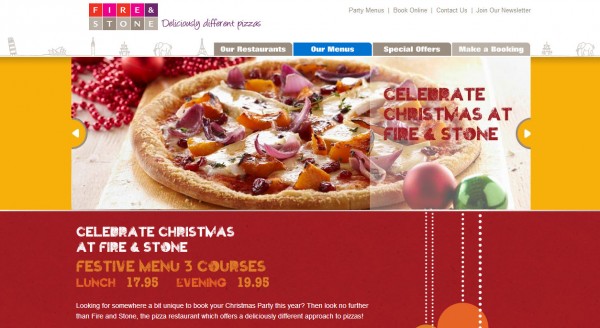 FIRE &
STONE
Deliciously different pizzas
Party Menus | Book Online | Contact Us | Join Our Newsletter
Our Restaurants
Our Menus
Special Offers
Make a Booking
CELEBRATE
CHRISTMAS AT
FIRE & STONE
CELEBRATE CHRISTMAS
AT FIRE & STONE
FESTIVE MENU 3 COURSES
LUNCH 17.95 EVENING 19.95
Looking for somewhere a bit unique to book your Christmas Party this year? Then look no further
than Fire and Stone, the pizza restaurant which offers a deliciously different approach to pizzas!